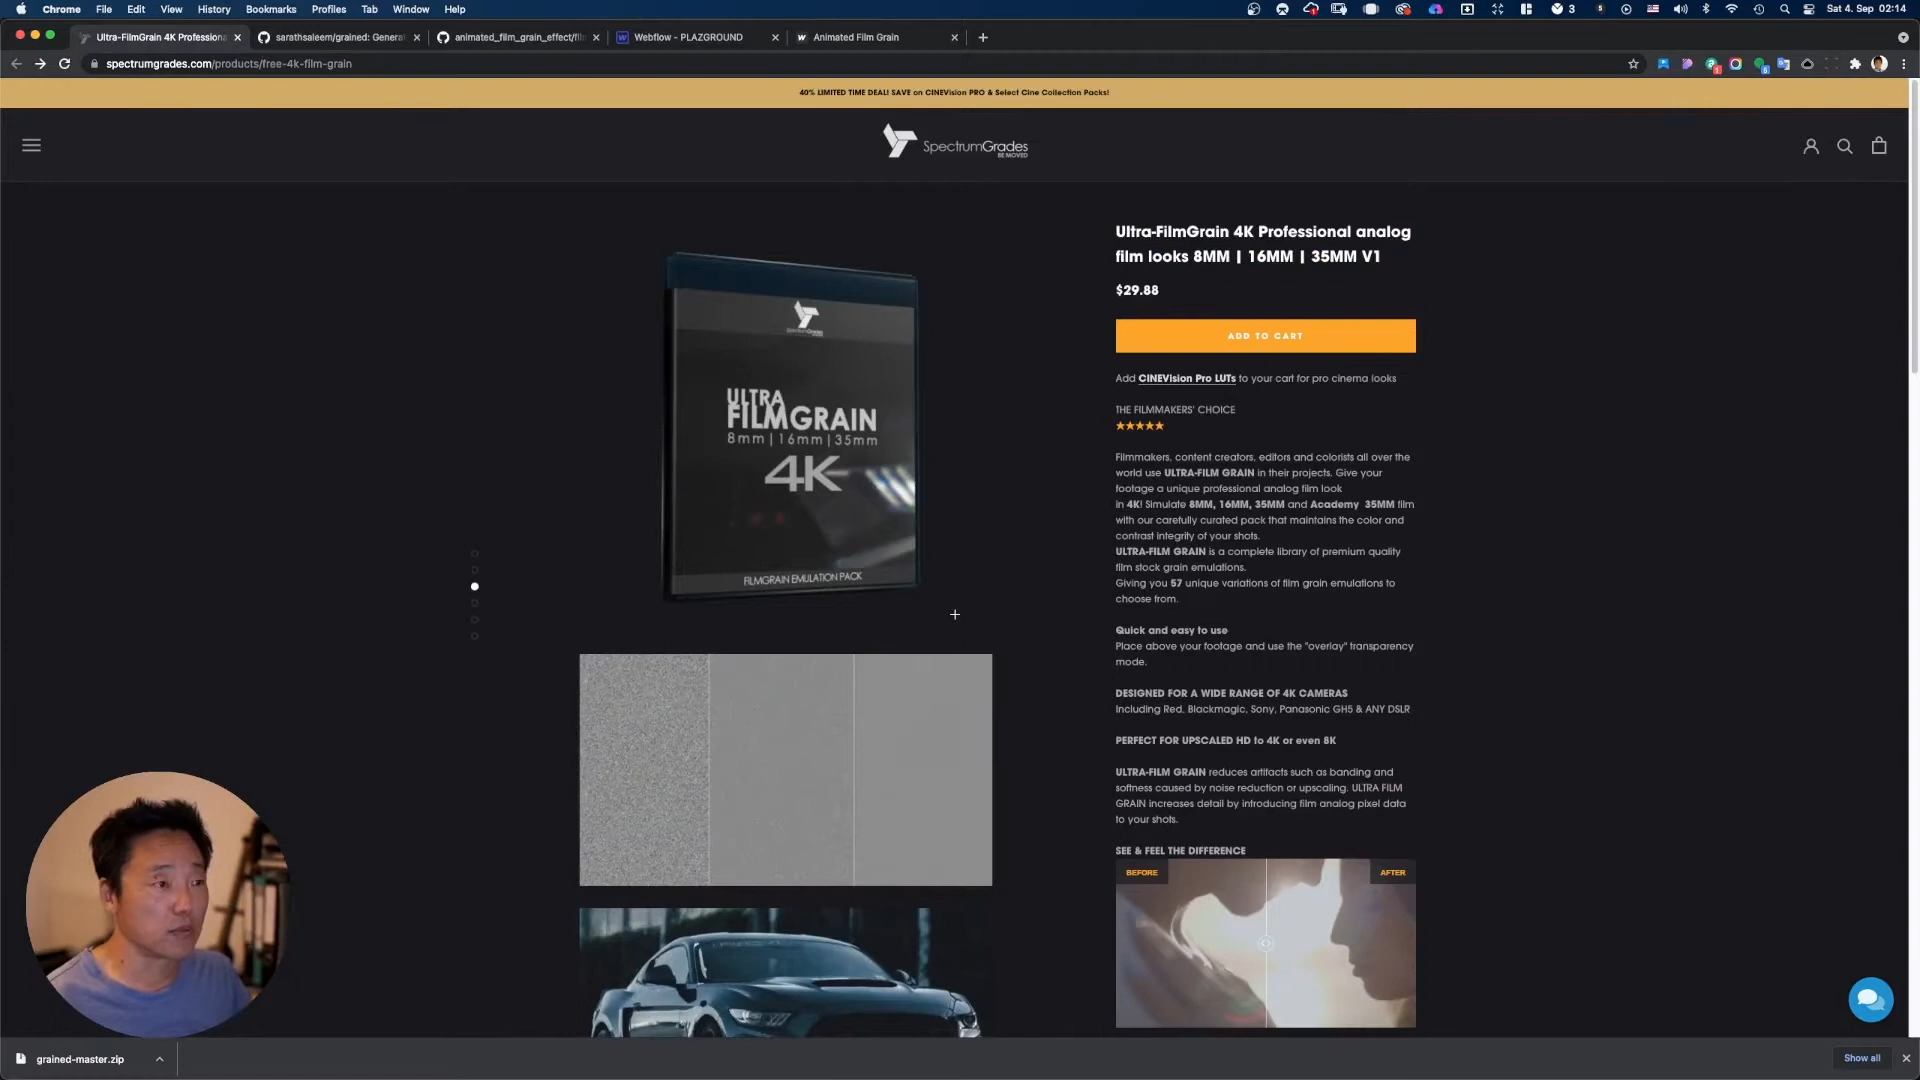 Chrome File Edit View History Bookmarks Profiles Tab Window Help
3
Sat 4. Sep 02:14
Ultra-FilmGrain 4K Professiona
sarathsaleem/grained: Genera
animated_film_grain_effect/fil
Webflow - PLAZGROUND
Animated Film Grain
spectrumgrades.com/products/free-4k-film-grain
40% LIMITED TIME DEAL! SAVE on CINEVision PRO & Select Cine Collection Packs!
SpectrumGrades
BE MOVED
Ultra-FilmGrain 4K Professional analog
film looks 8MM | 16MM | 35MM V1
$29.88
ADD TO CART
Add CINEVision Pro LUTs to your cart for pro cinema looks
THE FILMMAKERS' CHOICE
★★★★★
Filmmakers, content creators, editors and colorists all over the
world use ULTRA-FILM GRAIN in their projects. Give your
footage a unique professional analog film look
in 4K! Simulate 8MM, 16MM, 35MM and Academy 35MM film
with our carefully curated pack that maintains the color and
contrast integrity of your shots.
ULTRA-FILM GRAIN is a complete library of premium quality
film stock grain emulations.
Giving you 57 unique variations of film grain emulations to
choose from.
Quick and easy to use
Place above your footage and use the "overlay" transparency
mode.
DESIGNED FOR A WIDE RANGE OF 4K CAMERAS
Including Red, Blackmagic, Sony, Panasonic GH5 & ANY DSLR
PERFECT FOR UPSCALED HD to 4K or even 8K
ULTRA-FILM GRAIN reduces artifacts such as banding and
softness caused by noise reduction or upscaling. ULTRA FILM
GRAIN increases detail by introducing film analog pixel data
to your shots.
SEE & FEEL THE DIFFERENCE
BEFORE
AFTER
ULTRA
FILMGRAIN
8mm|16mm|35mm
4K
FILMGRAIN EMULATION PACK
grained-master.zip
Show all